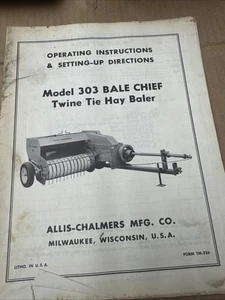 OPERATING INSTRUCTIONS
& SETTING-UP DIRECTIONS
Model 303 BALE CHIEF
Twine Tie Hay Baler
ALLIS-CHALMERS MFG. CO.
MILWAUKEE, WISCONSIN, U.S.A.
LITHO. IN U.S.A.